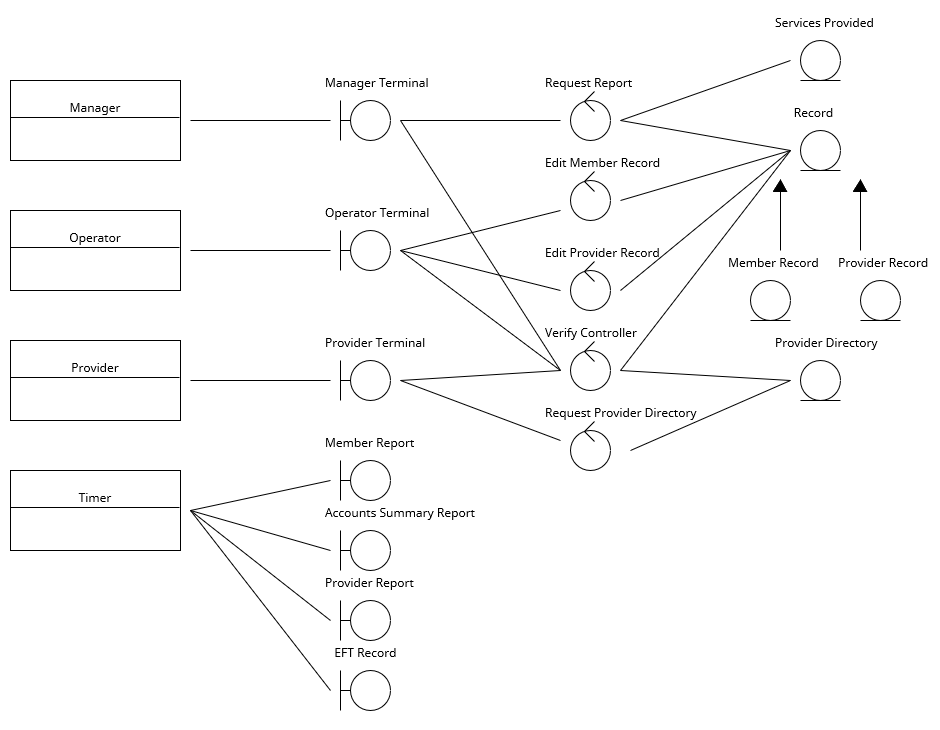 Services Provided
Manager
Manager Terminal
Request Report
Record
Edit Member Record
Operator
Operator Terminal
Edit Provider Record
Member Record
Provider Record
Provider
Provider Terminal
Verify Controller
Provider Directory
Request Provider Directory
Member Report
Timer
Accounts Summary Report
Provider Report
EFT Record